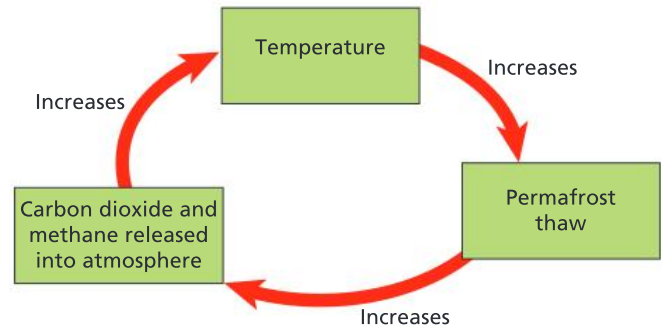 Temperature
Increases
Permafrost
thaw
Increases
Carbon dioxide and
methane released
into atmosphere
Increases